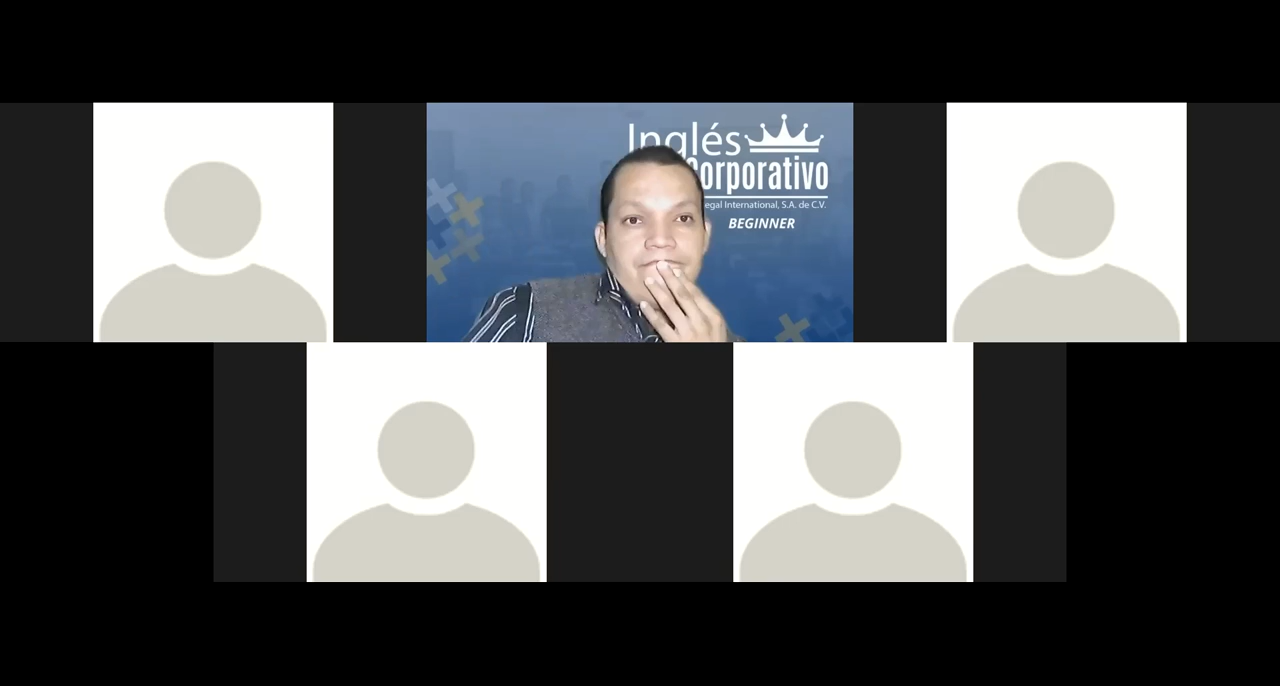 Inglés
Corporativo
egal International, S.A. de C.V.
BEGINNER